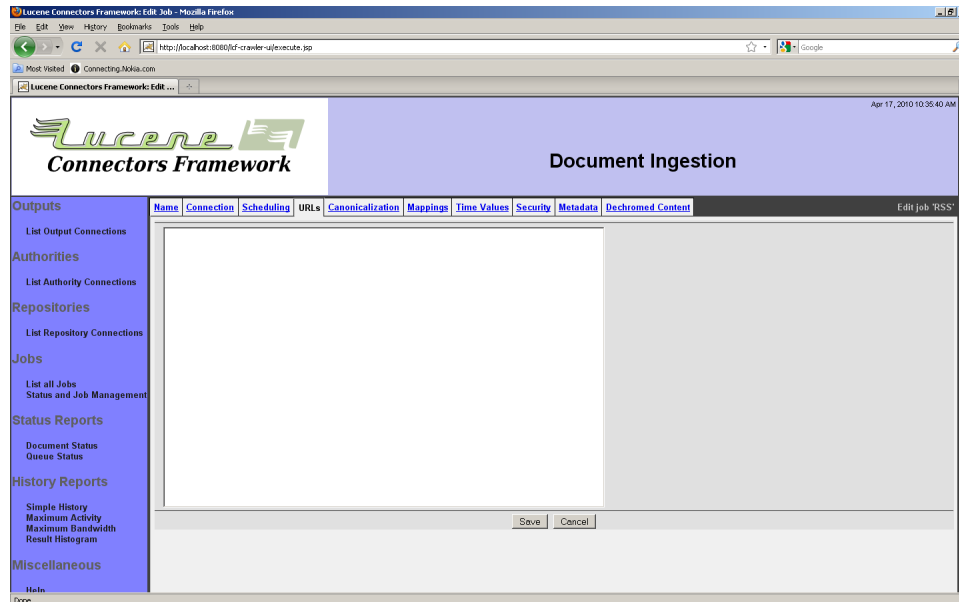 Lucene Connectors Framework: Edit Job - Mozilla Firefox
File Edit View History Bookmarks Tools Help
http://localhost:8080/lcf-crawler-ui/execute.jsp
Google
Most Visited Connecting.Nokia.com
Lucene Connectors Framework: Edit ...
Apr 17, 2010 10:35:40 AM
Lucene
Connectors Framework
Document Ingestion
Outputs
Name Connection Scheduling URLs Canonicalization Mappings Time Values Security Metadata Dechromed Content Edit job 'RSS'
List Output Connections
Authorities
List Authority Connections
Repositories
List Repository Connections
Jobs
List all Jobs
Status and Job Management
Status Reports
Document Status
Queue Status
History Reports
Simple History
Maximum Activity
Maximum Bandwidth
Result Histogram
Save Cancel
Miscellaneous
Help
Done